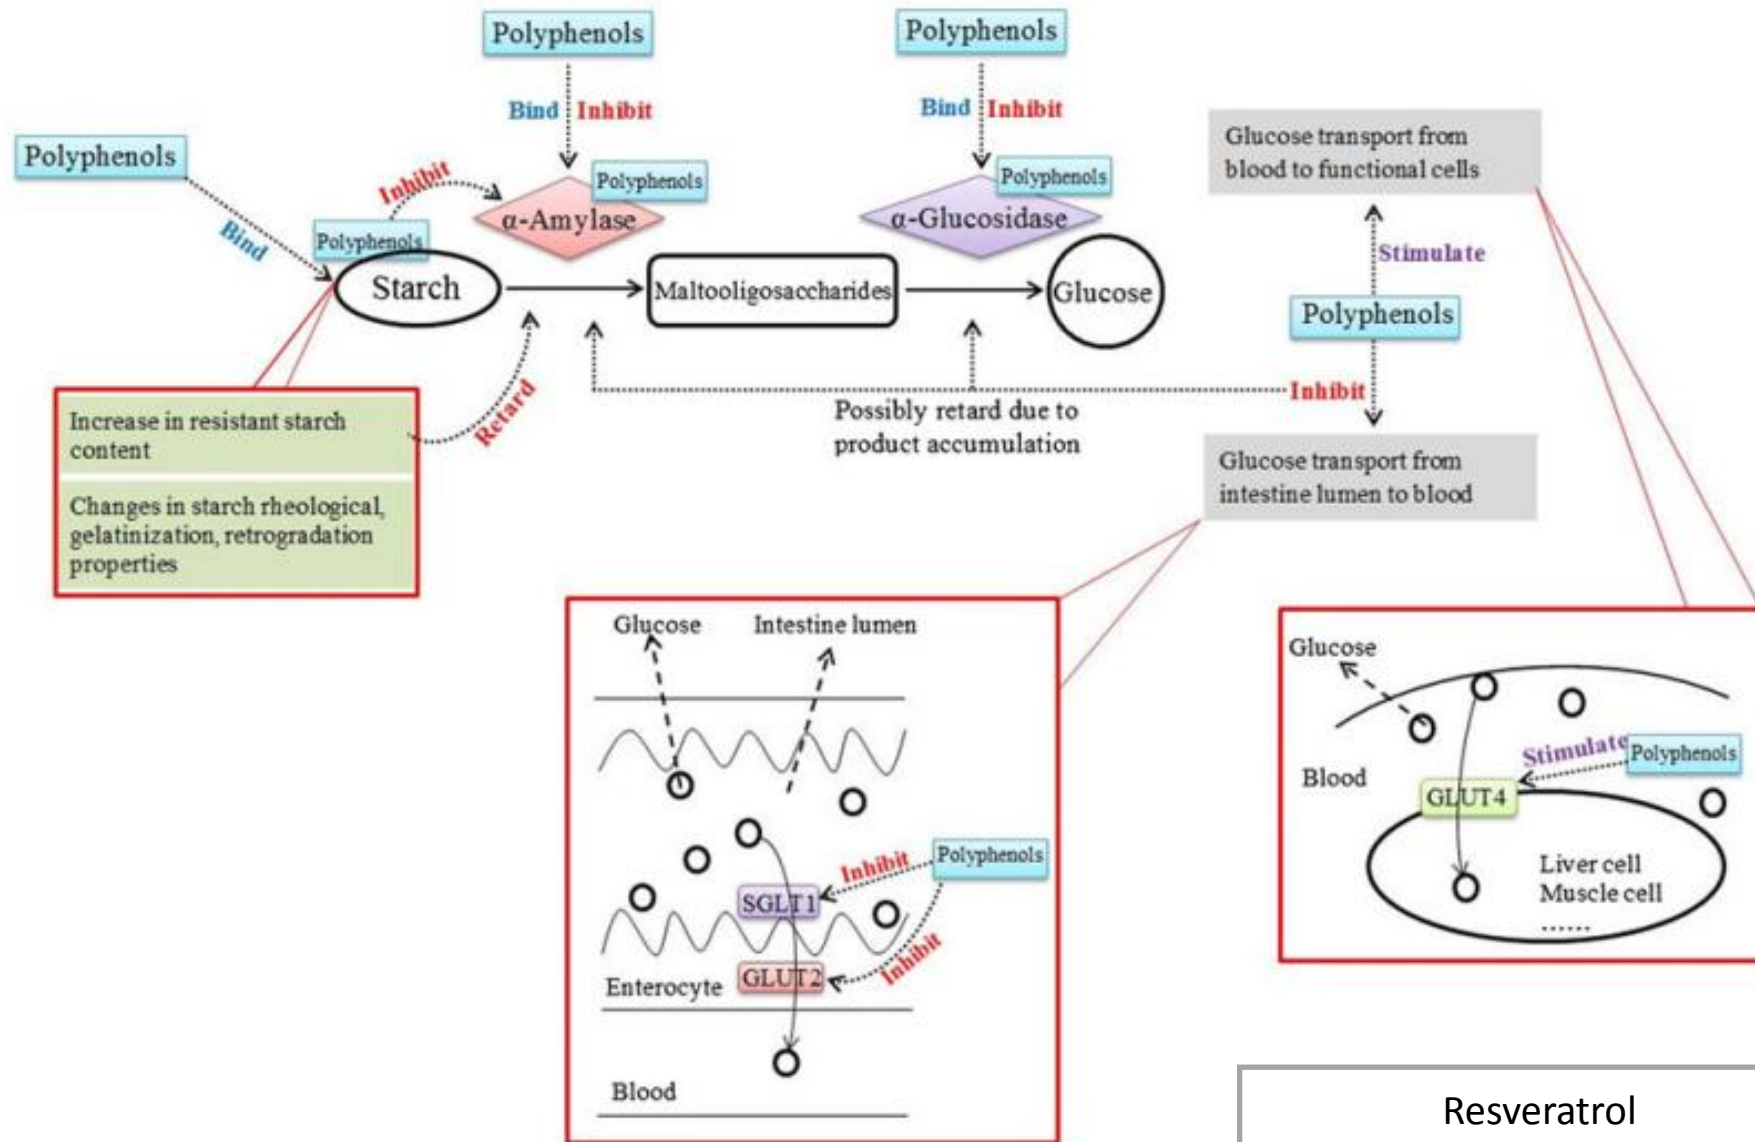 Polyphenols
Polyphenols
Bind
Inhibit
Bind
Inhibit
Polyphenols
Inhibit
Polyphenols
Polyphenols
α-Amylase
α-Glucosidase
Bind
Polyphenols
Starch
Maltooligosaccharides
Glucose
Glucose transport from
blood to functional cells
Stimulate
Polyphenols
Inhibit
Retard
Possibly retard due to
product accumulation
Glucose transport from
intestine lumen to blood
Increase in resistant starch
content
Changes in starch rheological,
gelatinization, retrogradation
properties
Glucose
Intestine lumen
Polyphenols
Inhibit
SGLT1
Inhibit
GLUT2
Enterocyte
Blood
Glucose
Stimulate
Polyphenols
Blood
GLUT4
Liver cell
Muscle cell
......
Resveratrol